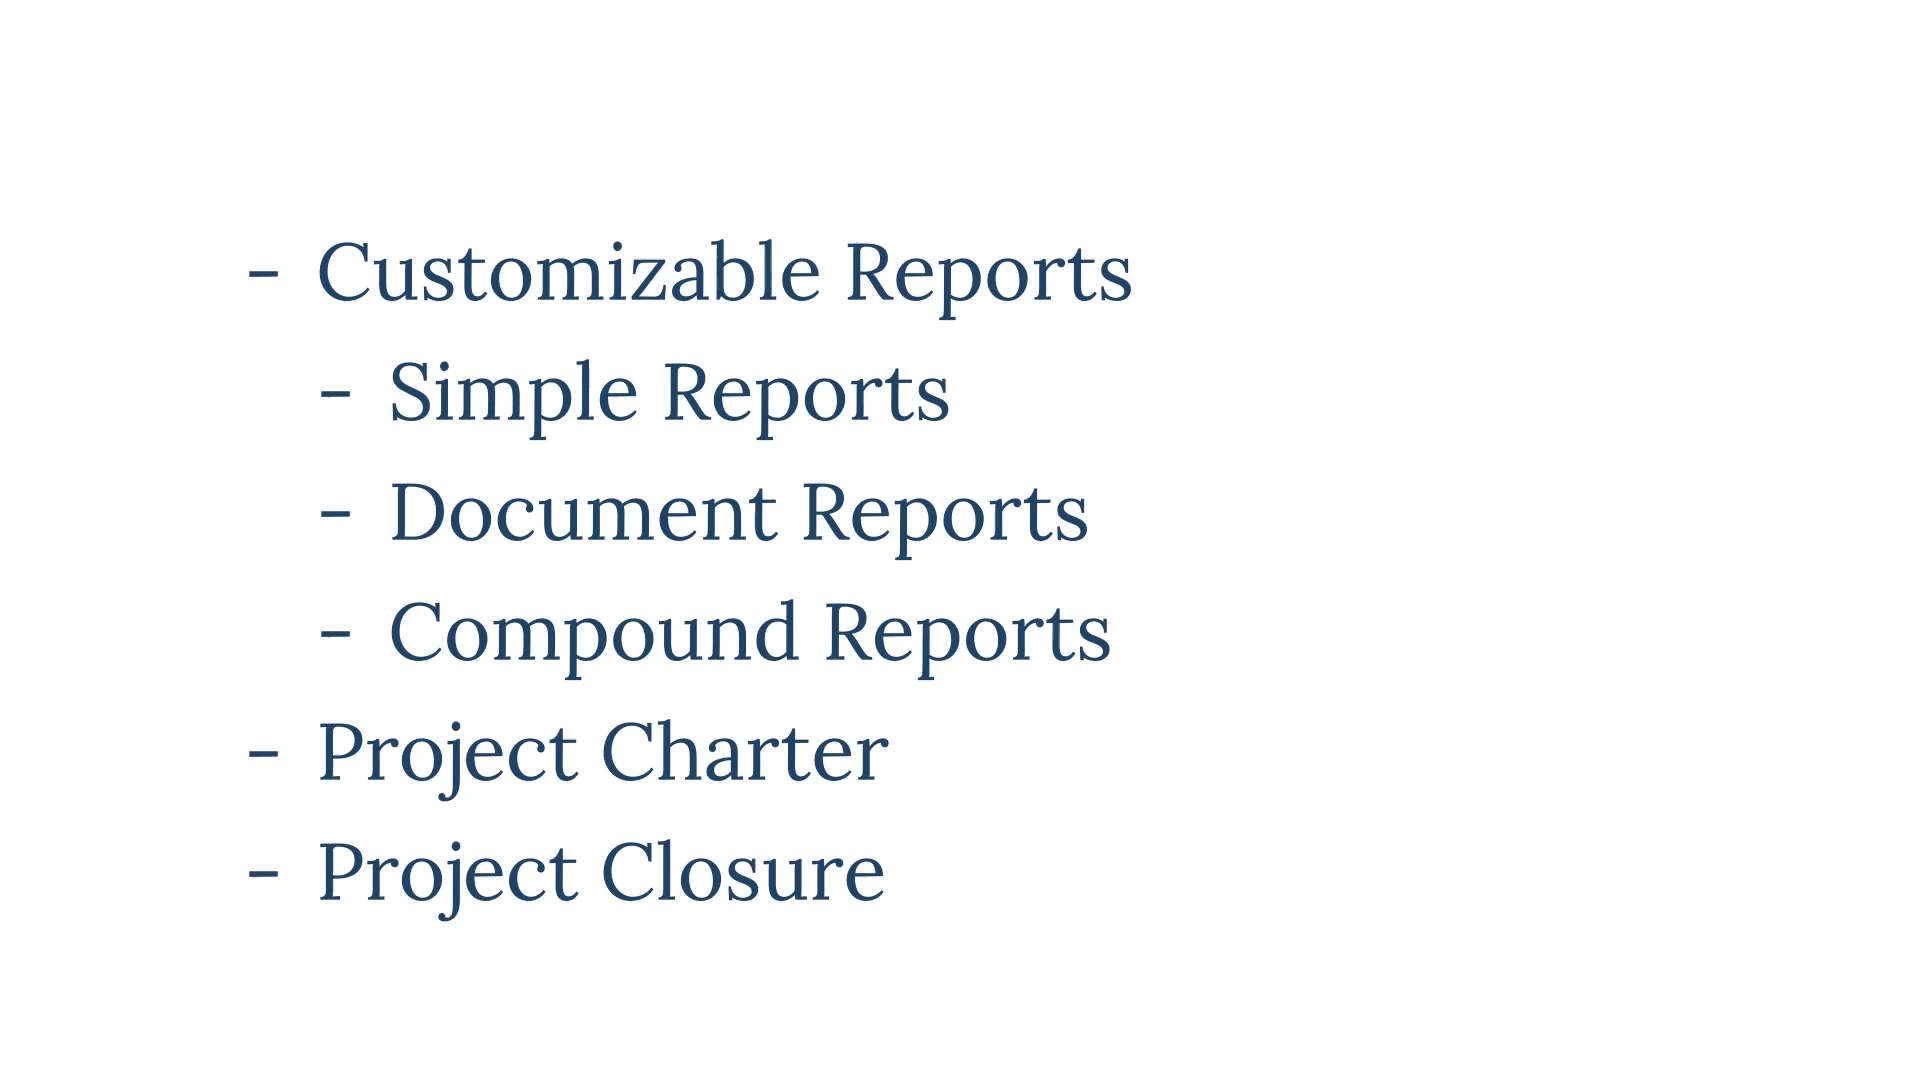 - Customizable Reports
- Simple Reports
- Document Reports
- Compound Reports
- Project Charter
- Project Closure